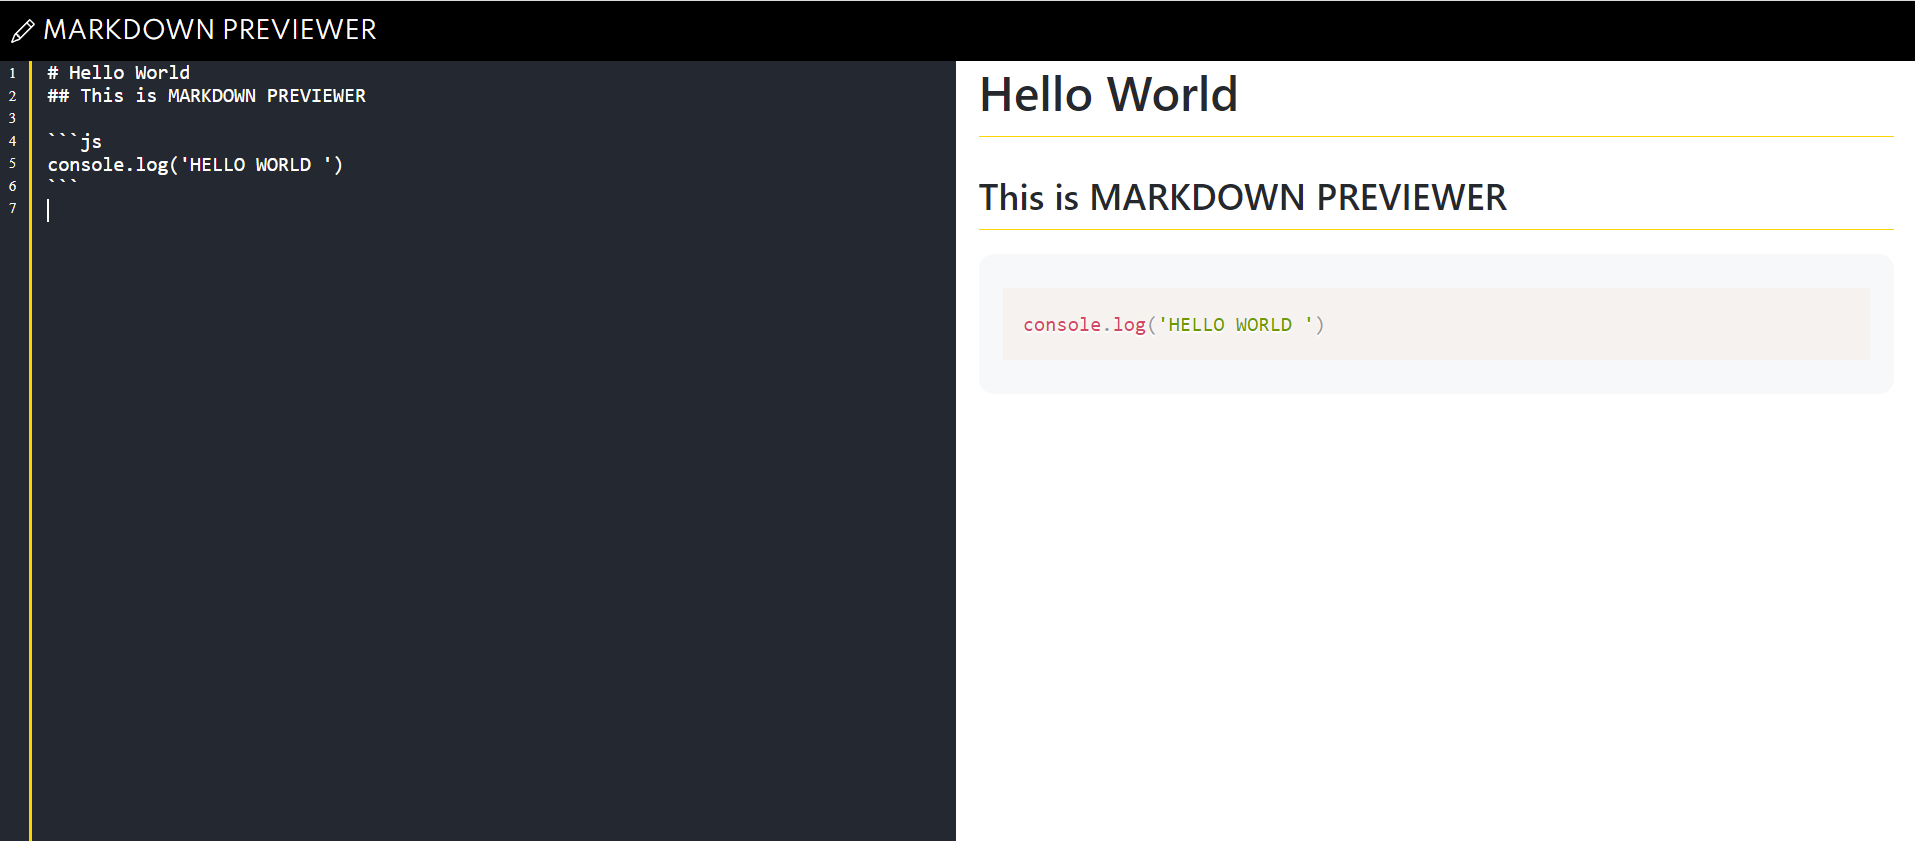 MARKDOWN PREVIEWER
1 # Hello World
2 ## This is MARKDOWN PREVIEWER
3
4 ```js
5 console.log('HELLO WORLD ')
6 ```
7
Hello World
This is MARKDOWN PREVIEWER
console.log('HELLO WORLD ')